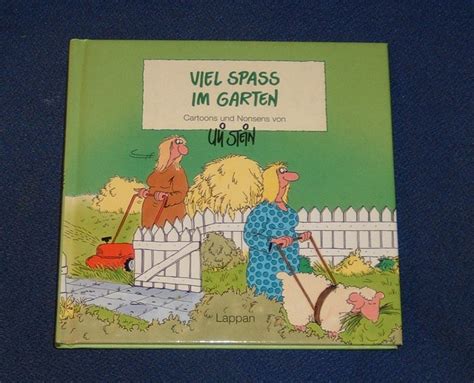 VIEL SPASS
IM GARTEN
Cartoons und Nonsens von
Uli Stein
Lappan